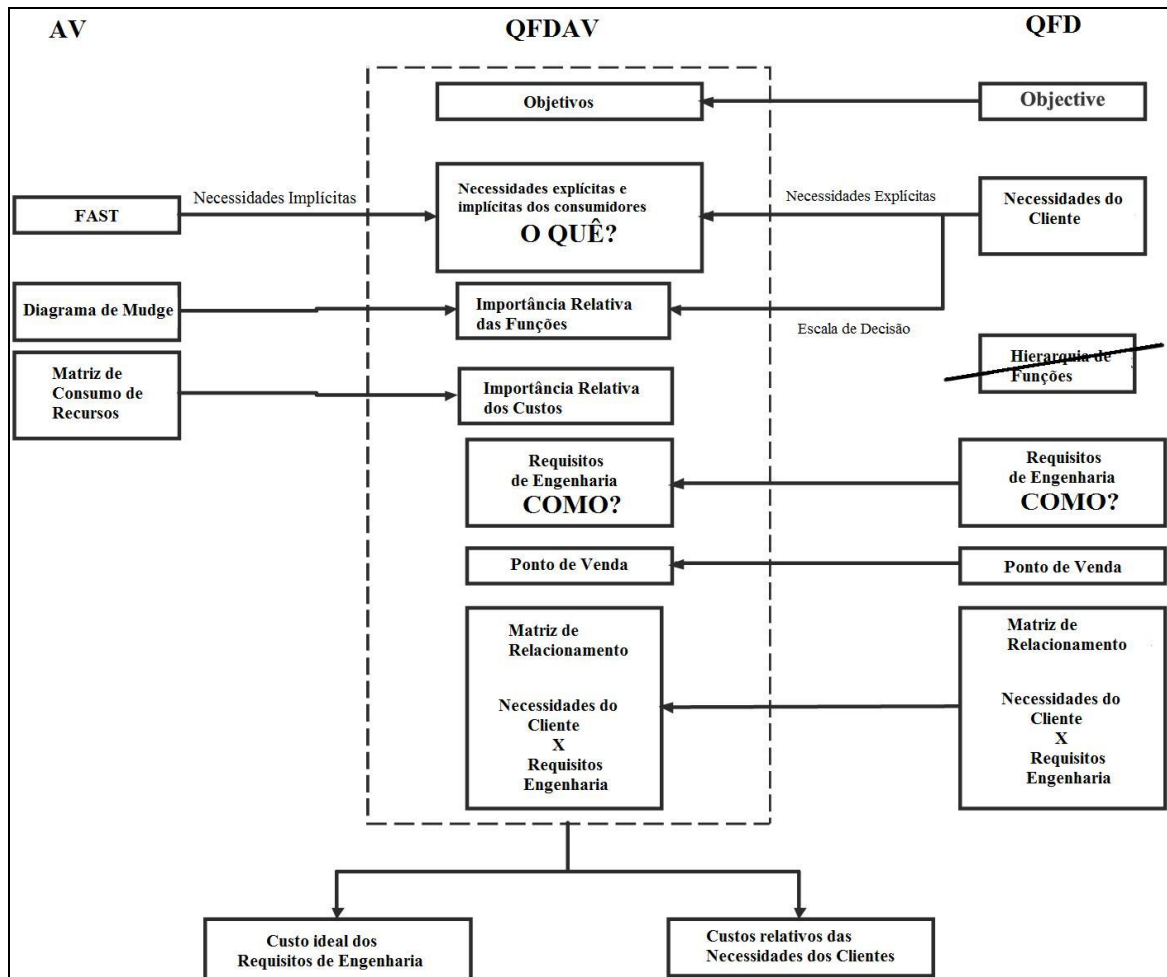 AV
QFDAV
QFD
Objetivos
Objective
Necessidades Implícitas
FAST
Necessidades explícitas e
implícitas dos consumidores
O QUÊ?
Necessidades Explícitas
Necessidades do
Cliente
Diagrama de Mudge
Importância Relativa
das Funções
Escala de Decisão
Hierarquia de
Funções
Matriz de
Consumo de
Recursos
Importância Relativa
dos Custos
Requisitos
de Engenharia
COMO?
Requisitos
de Engenharia
COMO?
Ponto de Venda
Ponto de Venda
Matriz de
Relacionamento
Necessidades do
Cliente
X
Requisitos
Engenharia
Matriz de
Relacionamento
Necessidades do
Cliente
X
Requisitos
Engenharia
Custo ideal dos
Requisitos de Engenharia
Custos relativos das
Necessidades dos Clientes